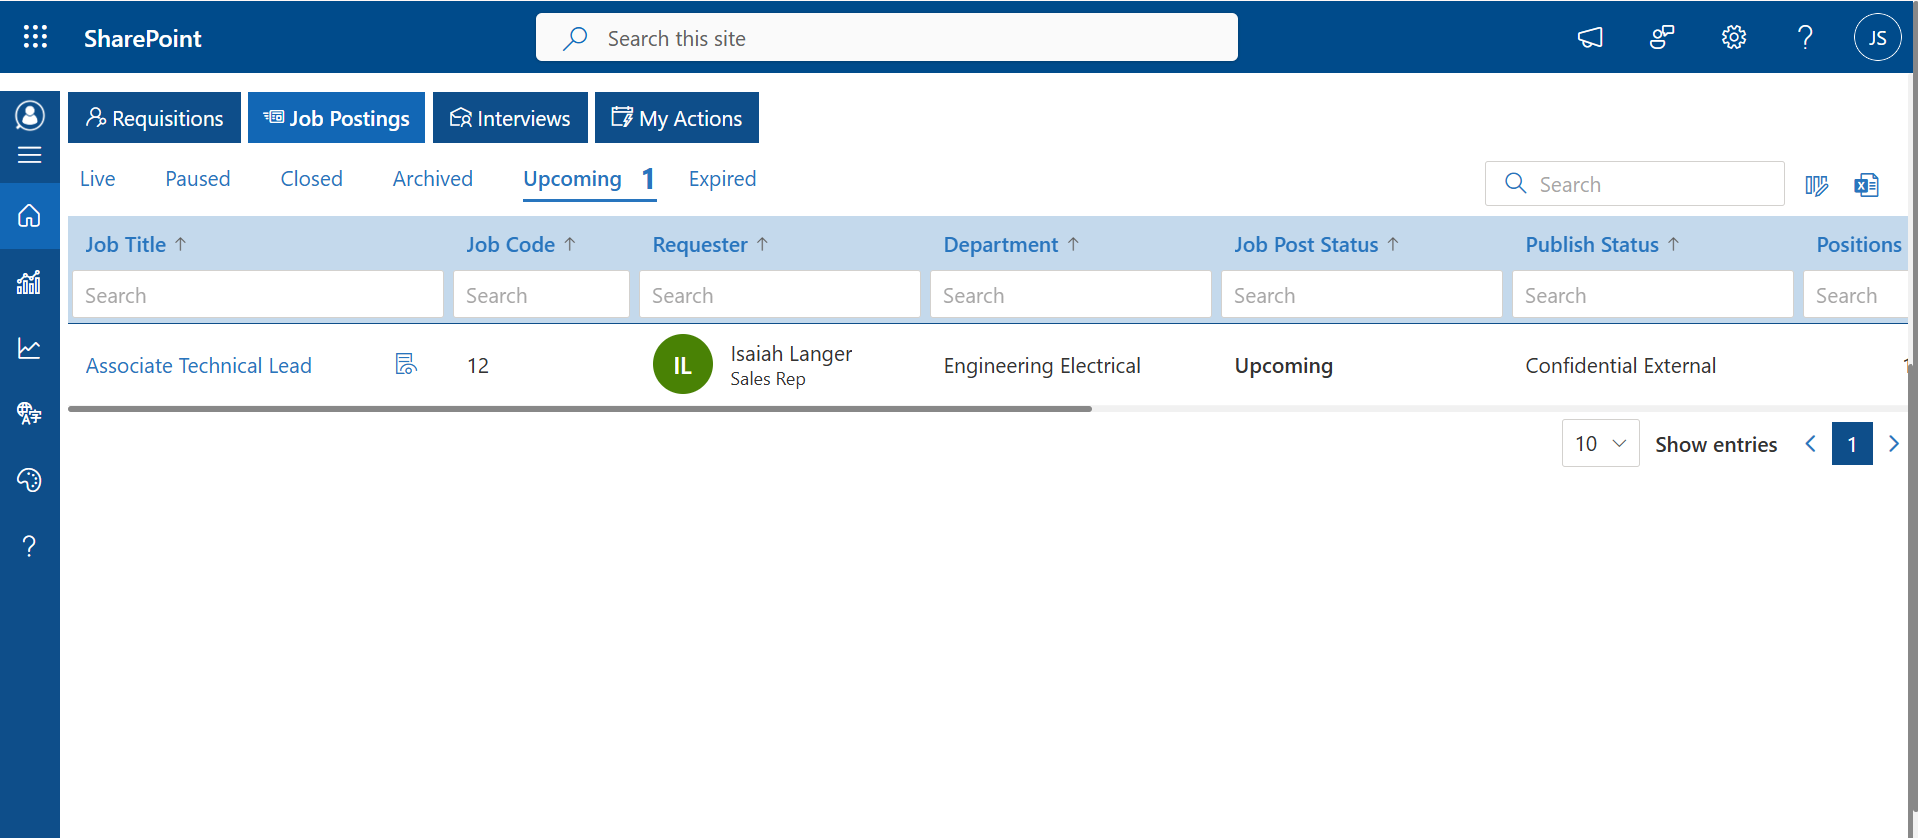 SharePoint
Search this site
JS
Requisitions
Job Postings
Interviews
My Actions
Live
Paused
Closed
Archived
Upcoming 1
Expired
Search
Job Title ↑
Job Code ↑
Requester ↑
Department ↑
Job Post Status ↑
Publish Status ↑
Positions
Search
Search
Search
Search
Search
Search
Search
Associate Technical Lead
12
IL
Isaiah Langer
Sales Rep
Engineering Electrical
Upcoming
Confidential External
10
Show entries
1